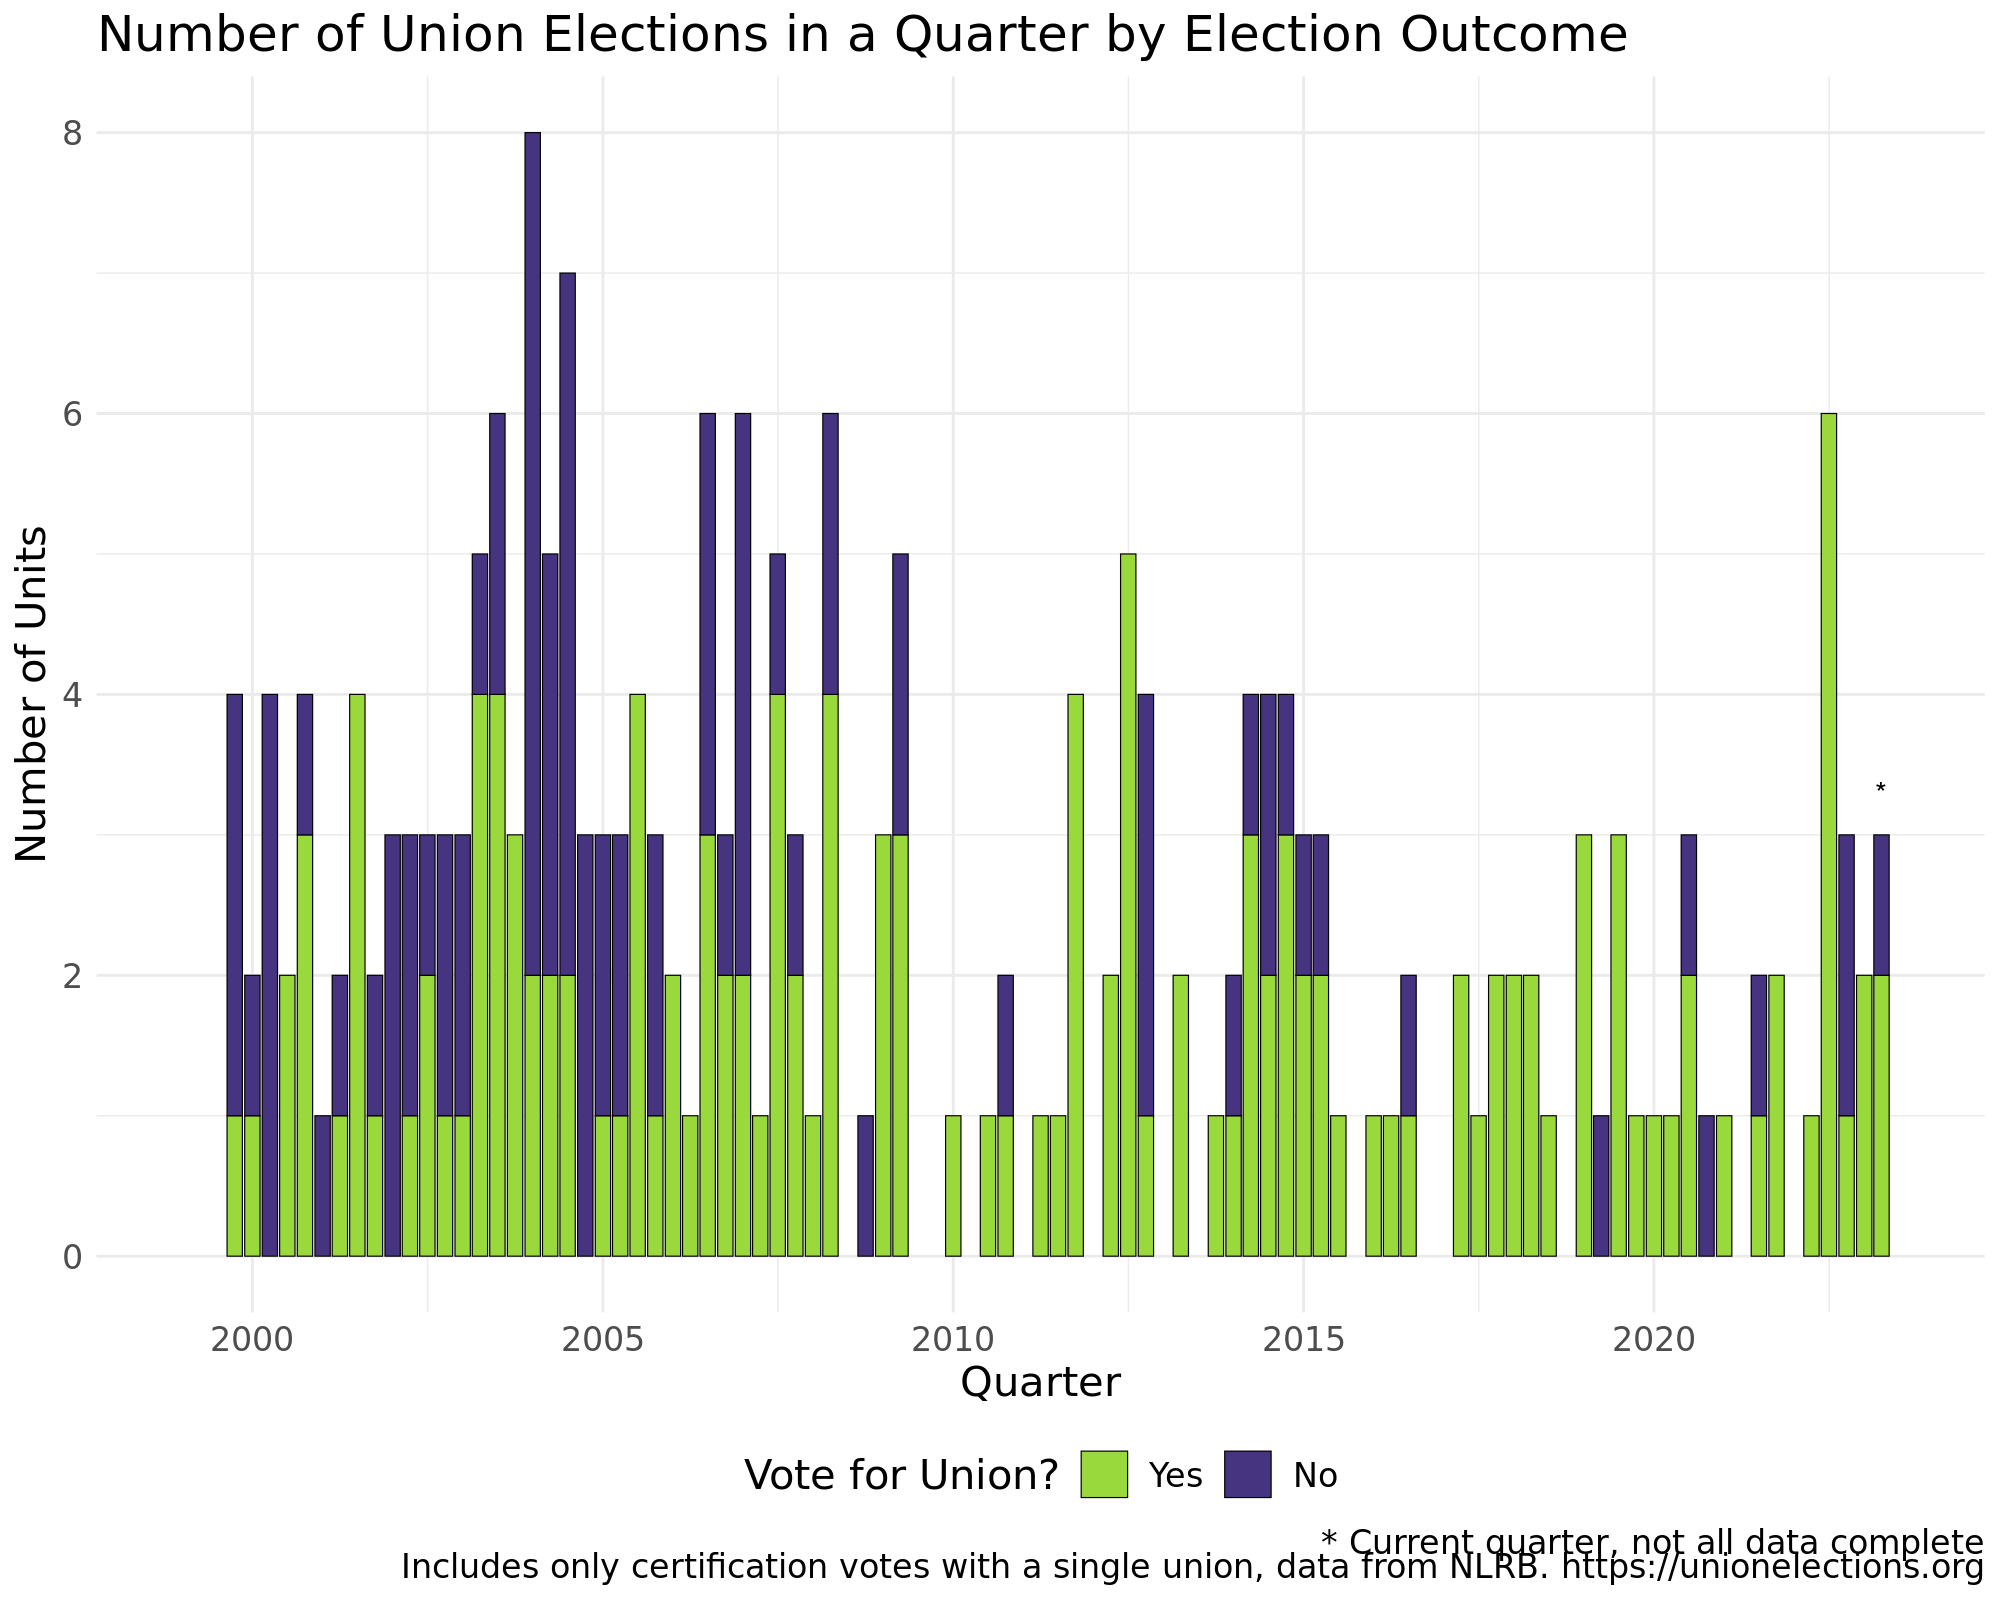 Number of Union Elections in a Quarter by Election Outcome
8
6
4
2
0
Number of Units
*
2000 2005 2010 2015 2020
Quarter
Vote for Union? Yes No
* Current quarter, not all data complete
Includes only certification votes with a single union, data from NLRB. https://unionelections.org